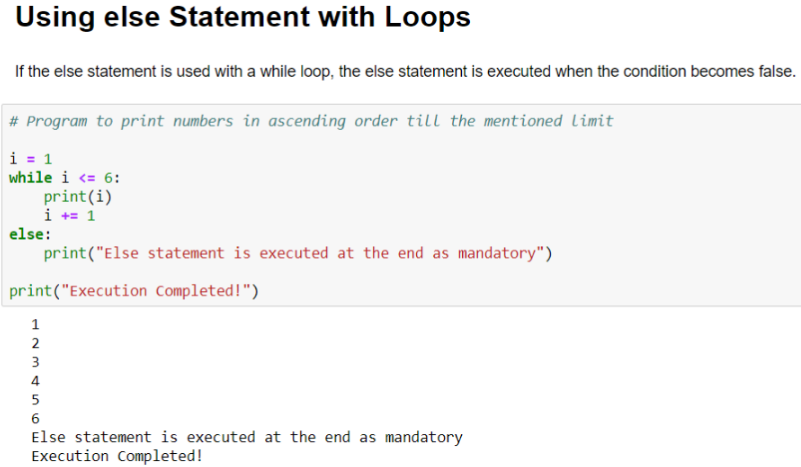 Using else Statement with Loops
If the else statement is used with a while loop, the else statement is executed when the condition becomes false.
# Program to print numbers in ascending order till the mentioned limit
i = 1
while i <= 6:
    print(i)
    i += 1
else:
    print("Else statement is executed at the end as mandatory")
print("Execution Completed!")
1
2
3
4
5
6
Else statement is executed at the end as mandatory
Execution Completed!